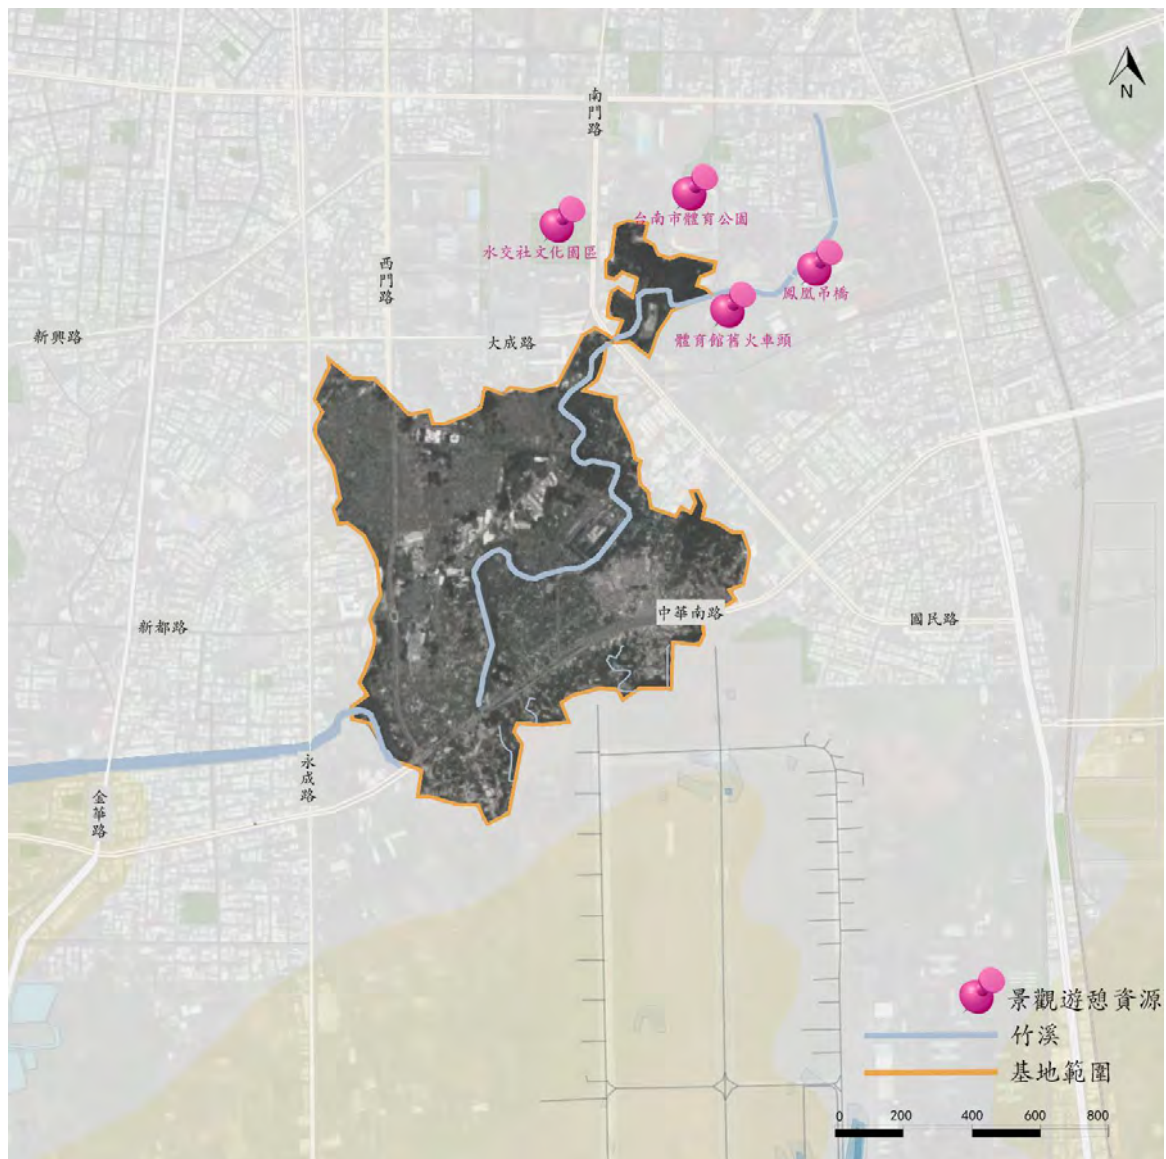 N
南門路
台南市體育公園
水交社文化園區
西門路
鳳凰吊橋
新興路
大成路
體育館舊火車頭
中華南路
國民路
新都路
永成路
金華路
景觀遊憩資源
竹溪
基地範圍
0 200 400 600 800